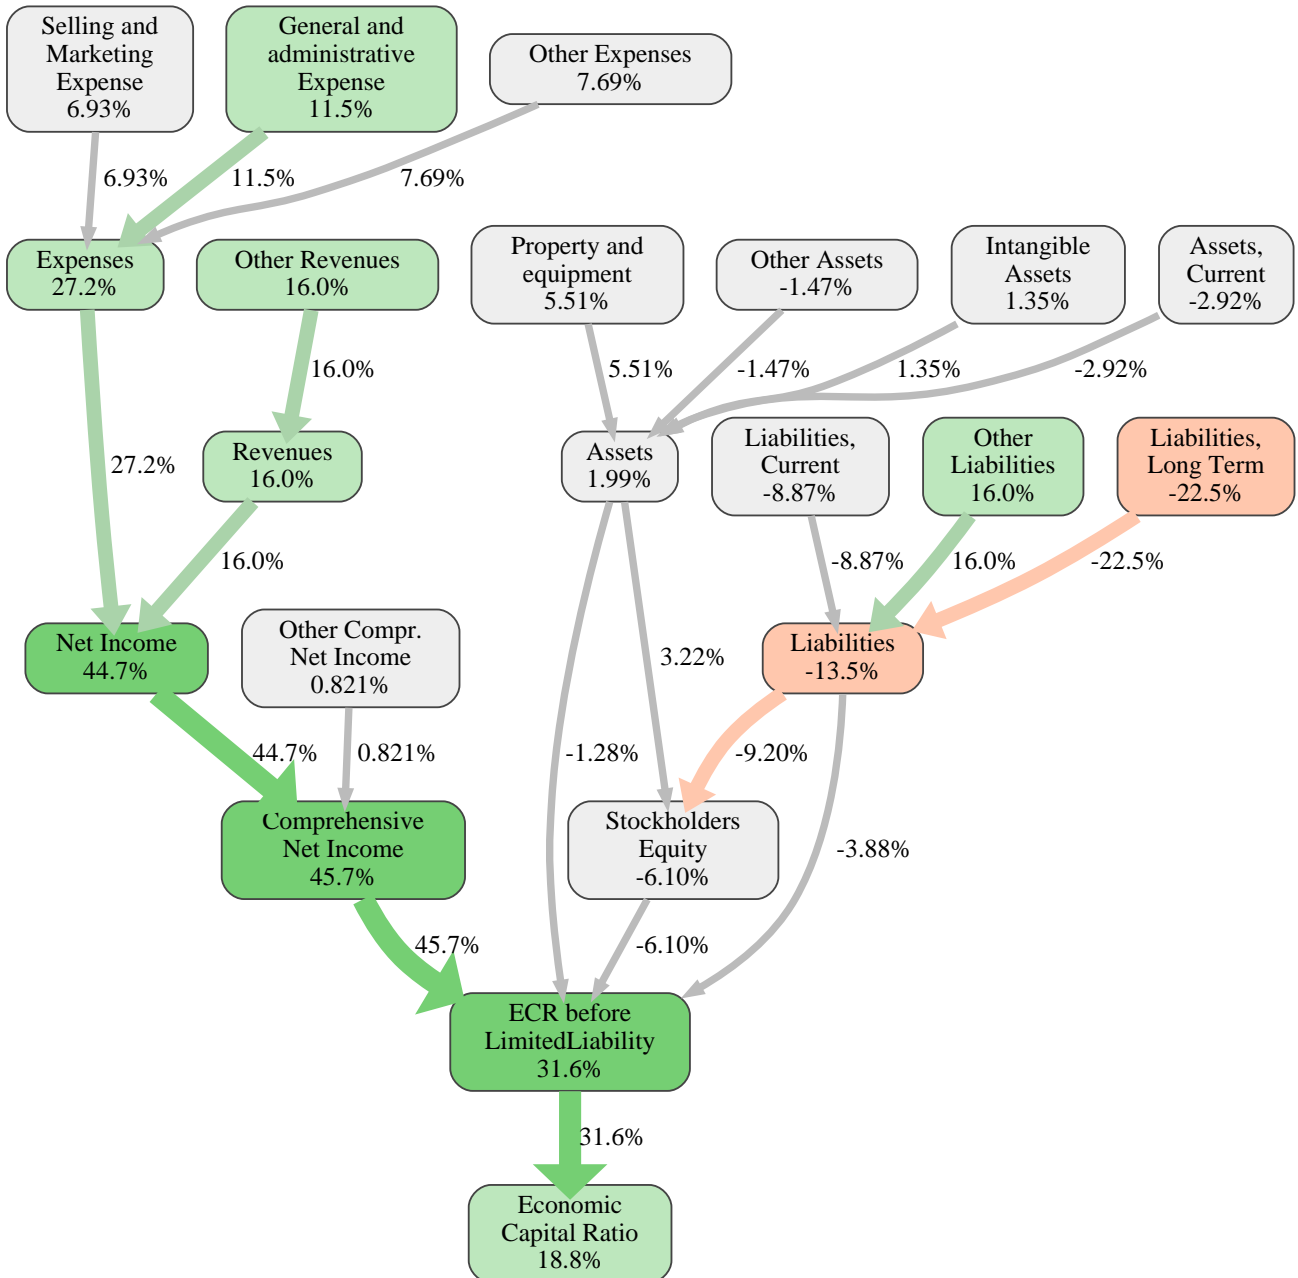 Selling and
Marketing
Expense
6.93%
General and
administrative
Expense
11.5%
Other Expenses
7.69%
6.93%
11.5%
7.69%
Expenses
27.2%
Other Revenues
16.0%
Property and
equipment
5.51%
Other Assets
-1.47%
Intangible
Assets
1.35%
Assets,
Current
-2.92%
16.0%
5.51%
-1.47%
1.35%
-2.92%
27.2%
Revenues
16.0%
Assets
1.99%
Liabilities,
Current
-8.87%
Other
Liabilities
16.0%
Liabilities,
Long Term
-22.5%
16.0%
-8.87%
16.0%
-22.5%
Net Income
44.7%
Other Compr.
Net Income
0.821%
3.22%
Liabilities
-13.5%
44.7%
0.821%
-1.28%
-9.20%
Comprehensive
Net Income
45.7%
Stockholders
Equity
-6.10%
-3.88%
45.7%
-6.10%
ECR before
LimitedLiability
31.6%
31.6%
Economic
Capital Ratio
18.8%